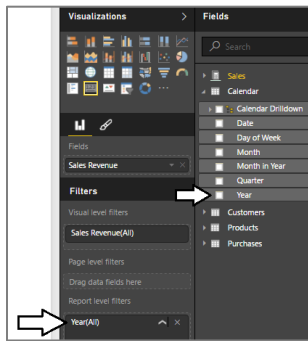 Visualizations
Fields
Search
Sales
Calendar
Calendar Drilldown
Date
Day of Week
Month
Month in Year
Quarter
Year
Customers
Products
Purchases
Fields
Sales Revenue
Filters
Visual level filters
Sales Revenue(All)
Page level filters
Drag data fields here
Report level filters
Year(All)